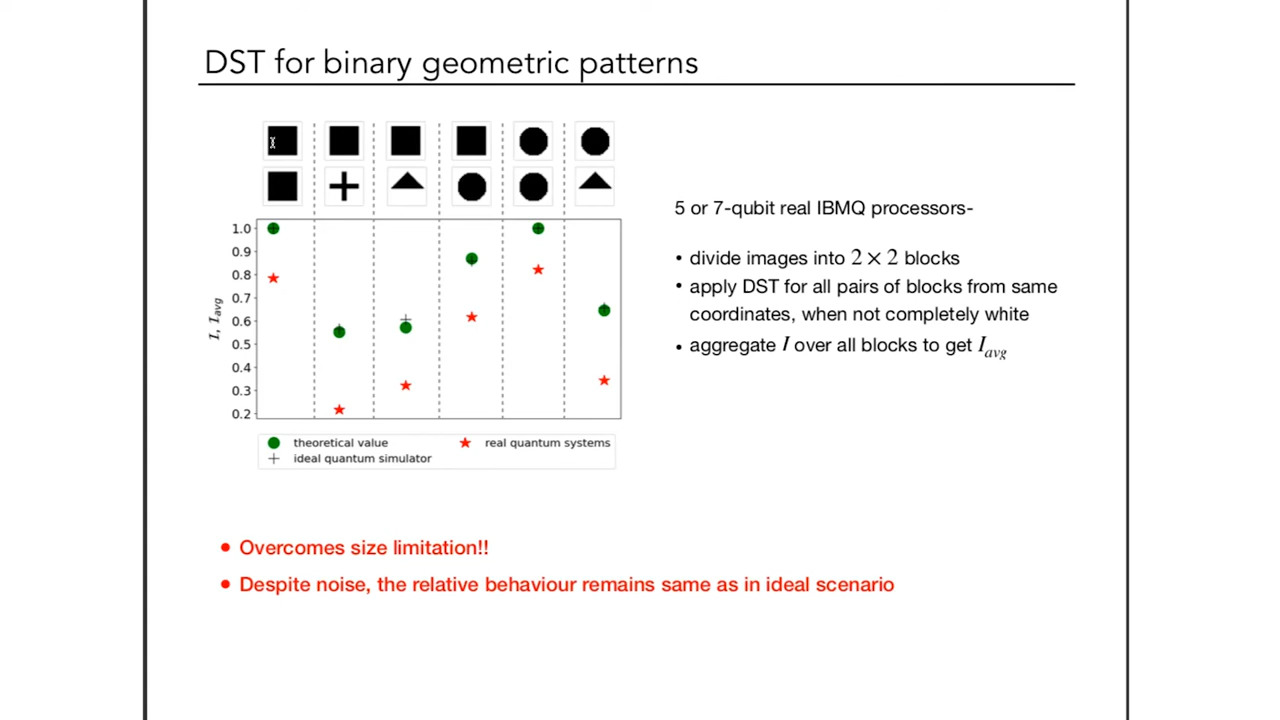 DST for binary geometric patterns
1.0
0.9
0.8
0.7
0.6
0.5
0.4
0.3
0.2
I, I_avg
theoretical value
real quantum systems
ideal quantum simulator
5 or 7-qubit real IBMQ processors-
• divide images into 2 × 2 blocks
• apply DST for all pairs of blocks from same
coordinates, when not completely white
• aggregate I over all blocks to get I_avg
• Overcomes size limitation!!
• Despite noise, the relative behaviour remains same as in ideal scenario